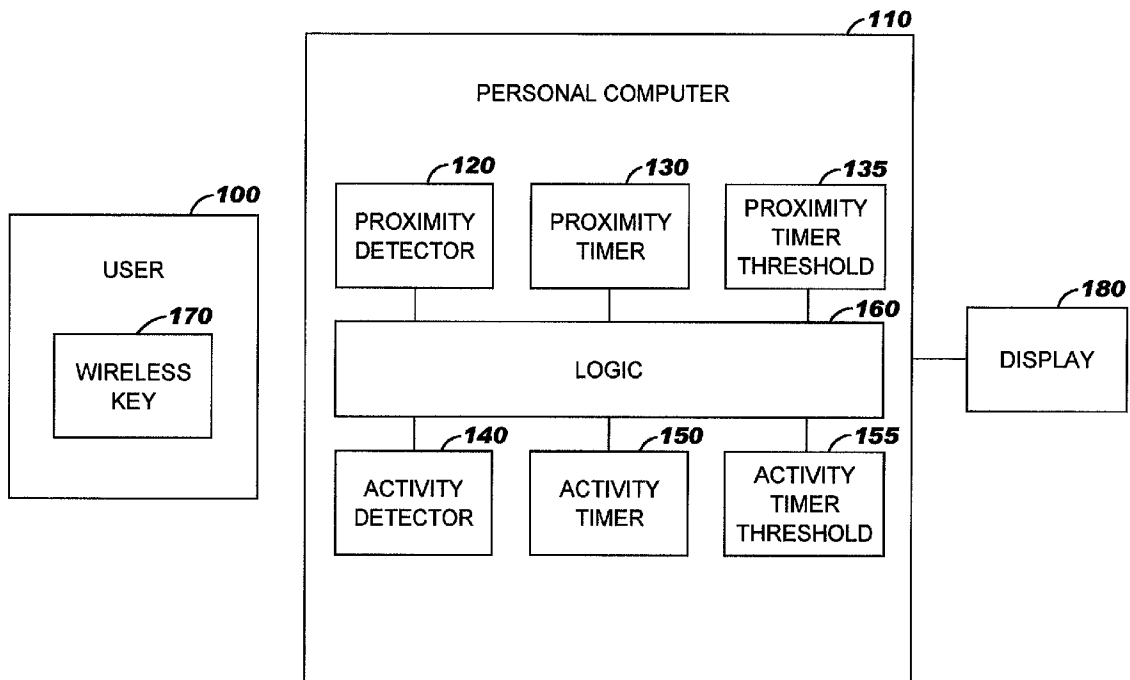 110
PERSONAL COMPUTER
120
130
135
100
PROXIMITY
DETECTOR
PROXIMITY
TIMER
PROXIMITY
TIMER
THRESHOLD
USER
170
WIRELESS
KEY
160
LOGIC
180
DISPLAY
140
150
155
ACTIVITY
DETECTOR
ACTIVITY
TIMER
ACTIVITY
TIMER
THRESHOLD